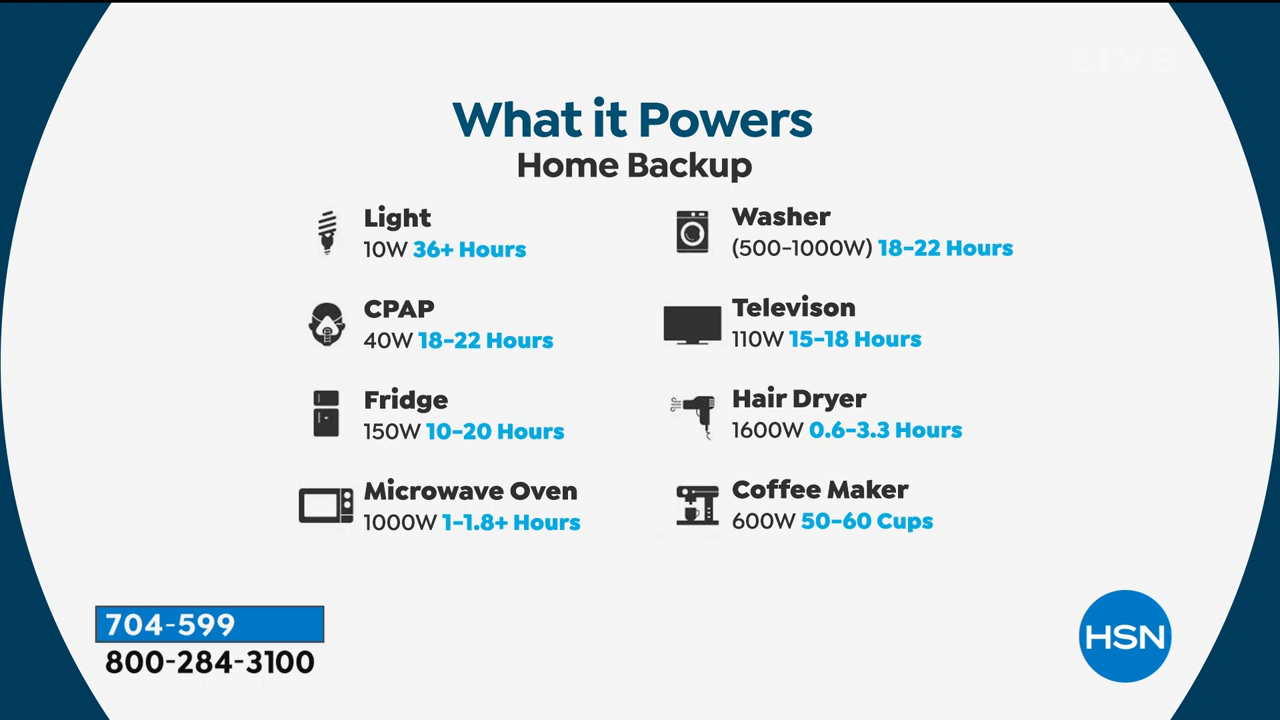 LIVE
What it Powers
Home Backup
Light
10W 36+ Hours
CPAP
40W 18-22 Hours
Fridge
150W 10-20 Hours
Microwave Oven
1000W 1-1.8+ Hours
Washer
(500-1000W) 18-22 Hours
Televison
110W 15-18 Hours
Hair Dryer
1600W 0.6-3.3 Hours
Coffee Maker
600W 50-60 Cups
704-599
800-284-3100
HSN